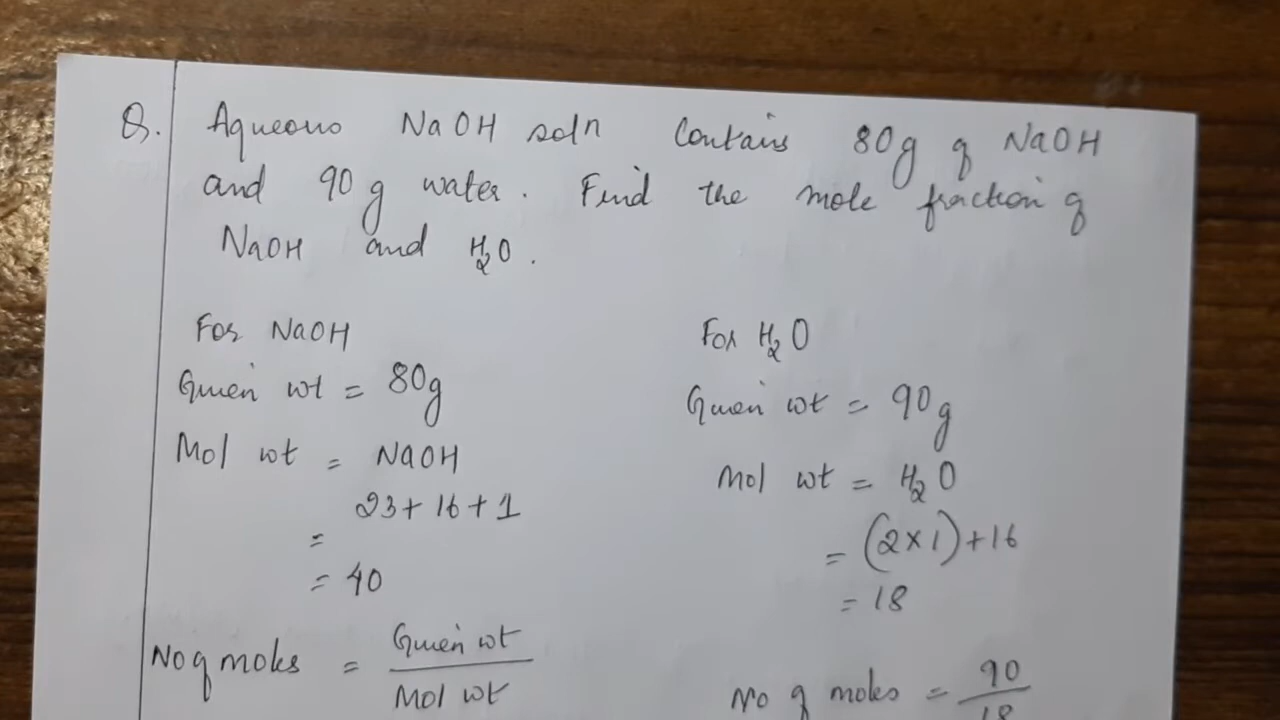 Q. Aqueous NaOH soln contains 80g of NaOH
and 90g water. Find the mole fraction of
NaOH and H₂O.
For NaOH
Given wt = 80g
Mol wt = NaOH
= 23+16+1
= 40
No of moles = Given wt / Mol wt
For H₂O
Given wt = 90g
Mol wt = H₂O
= (2×1)+16
= 18
No of moles = 90 / 18